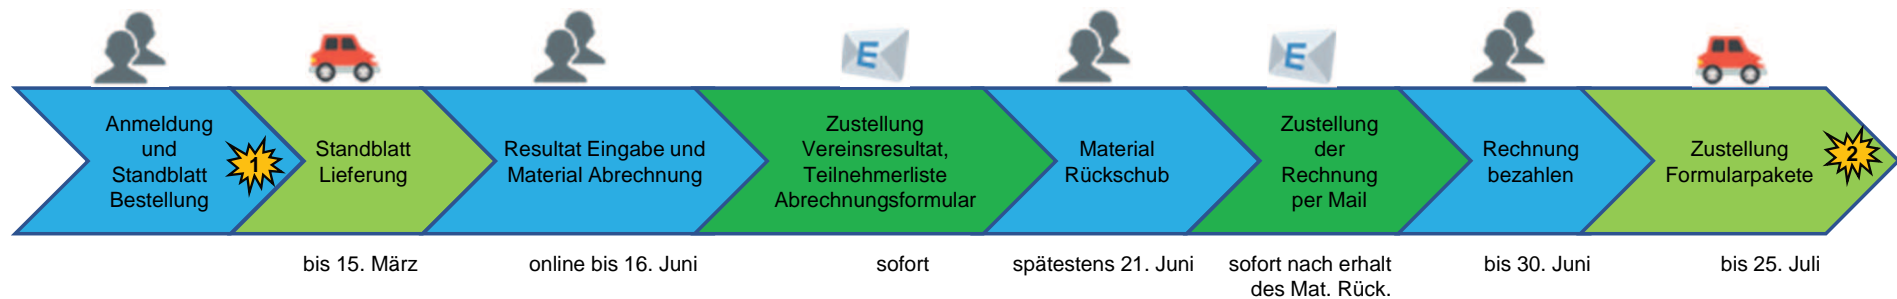 E
E
Anmeldung
und
Standblatt
Bestellung
1
Standblatt
Lieferung
Resultat Eingabe und
Material Abrechnung
Zustellung
Vereinsresultat,
Teilnehmerliste
Abrechnungsformular
Material
Rückschub
Zustellung
der
Rechnung
per Mail
Rechnung
bezahlen
Zustellung
Formularpakete
2
bis 15. März
online bis 16. Juni
sofort
spätestens 21. Juni
sofort nach erhalt
des Mat. Rück.
bis 30. Juni
bis 25. Juli